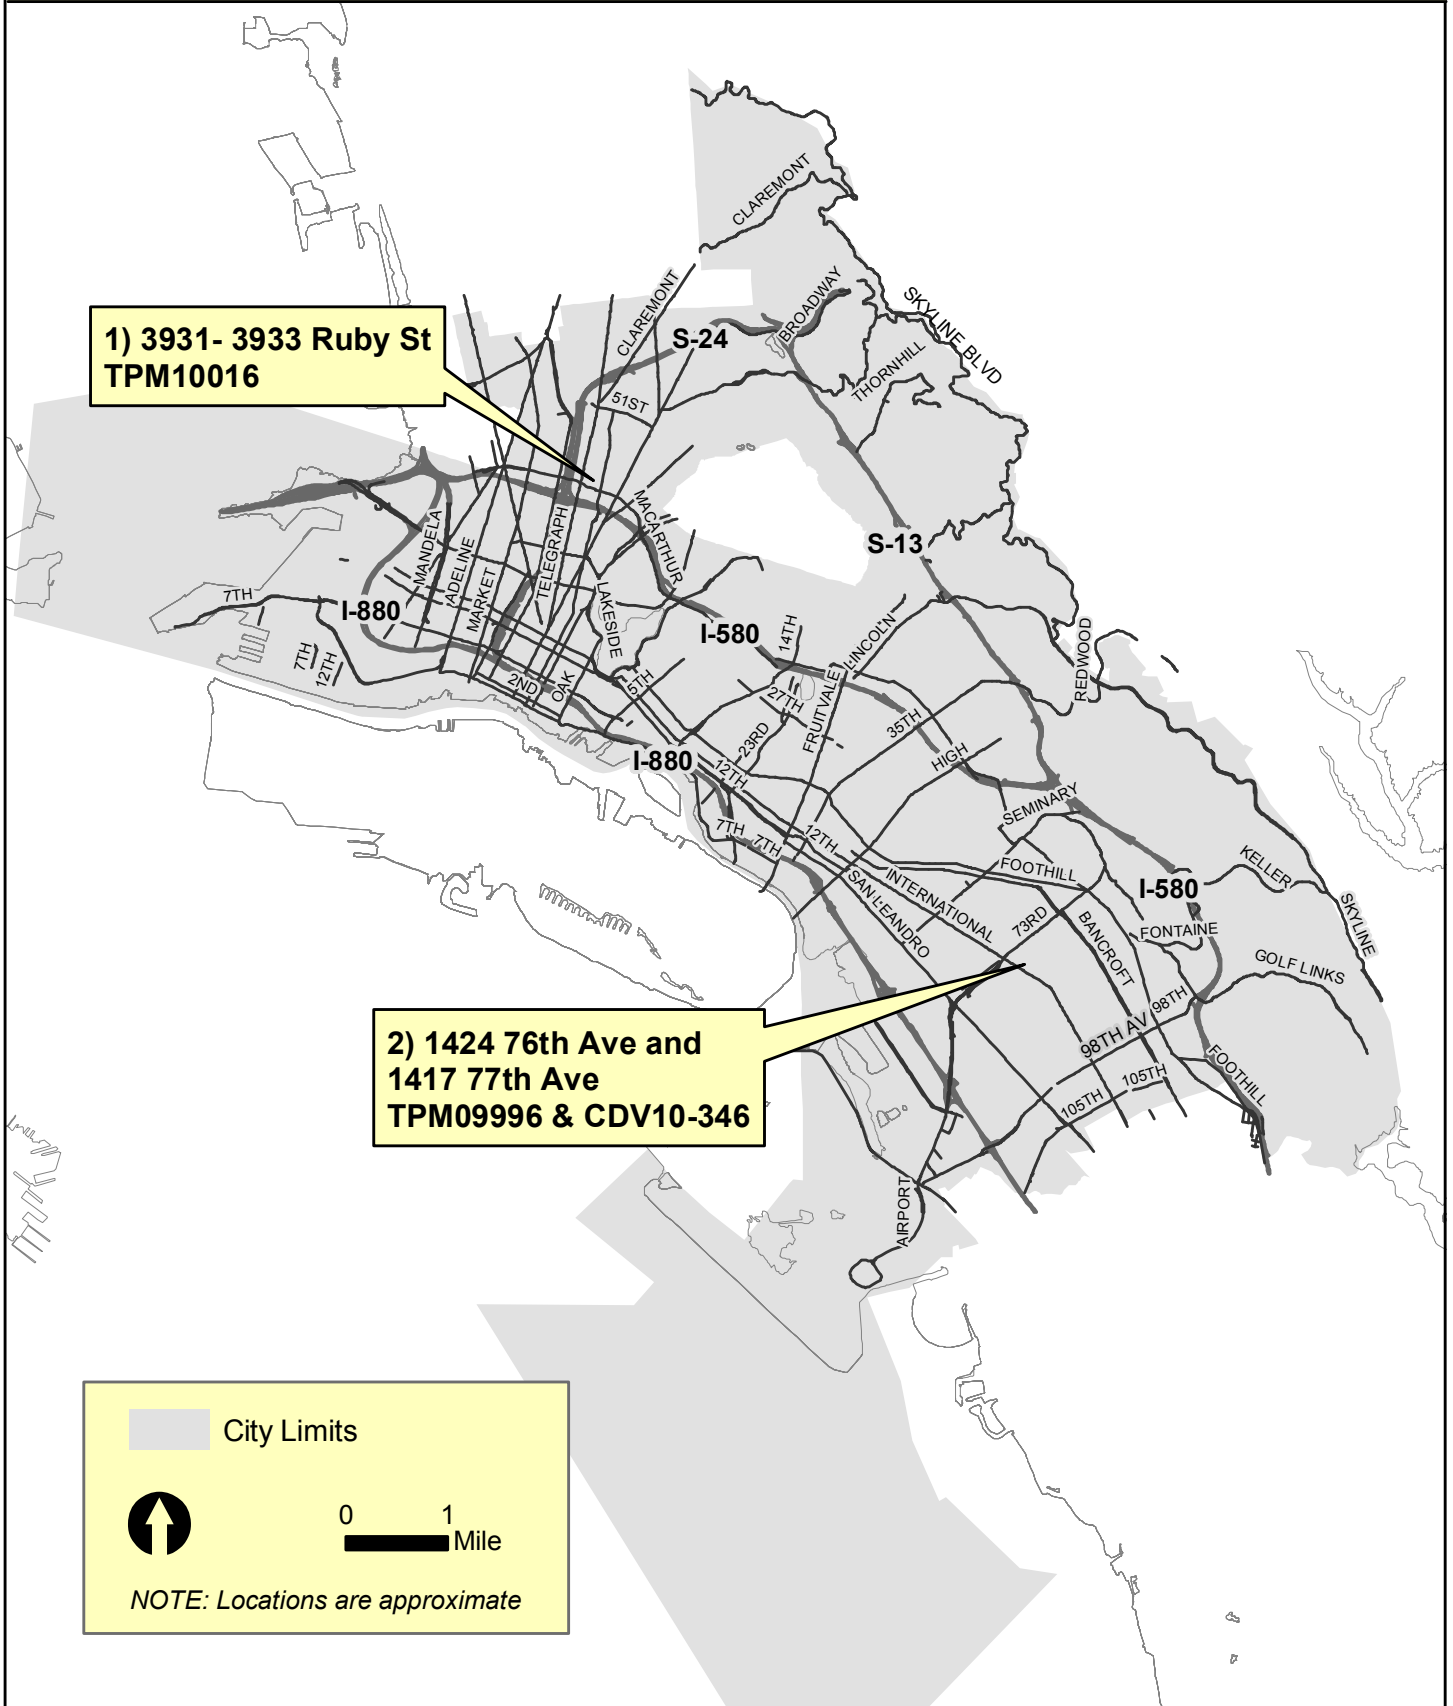 CLAREMONT
BROADWAY
SKYLINE BLVD
CLAREMONT
S-24
THORNHILL
1) 3931- 3933 Ruby St
TPM10016
51ST
MACARTHUR
S-13
MANDELA
ADELINE
MARKET
TELEGRAPH
LAKESIDE
7TH
I-880
I-580
14TH
LINCOLN
REDWOOD
7TH
12TH
2ND
OAK
5TH
27TH
FRUITVALE
35TH
23RD
HIGH
I-880
12TH
SEMINARY
7TH
7TH
12TH
FOOTHILL
KELLER
I-580
SAN LEANDRO
INTERNATIONAL
73RD
BANCROFT
FONTAINE
SKYLINE
GOLF LINKS
98TH
98TH AV
2) 1424 76th Ave and
1417 77th Ave
TPM09996 & CDV10-346
105TH
105TH
FOOTHILL
AIRPORT
City Limits
0 1
Mile
NOTE: Locations are approximate